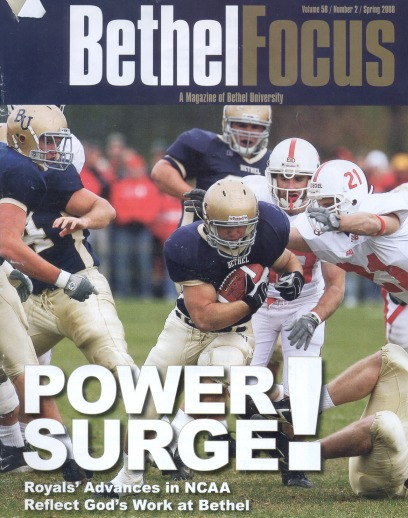 Volume 58 / Number 2 / Spring 2008
BethelFocus
A Magazine of Bethel University
BU
BETHEL
21
POWER
SURGE!
Royals' Advances in NCAA
Reflect God's Work at Bethel